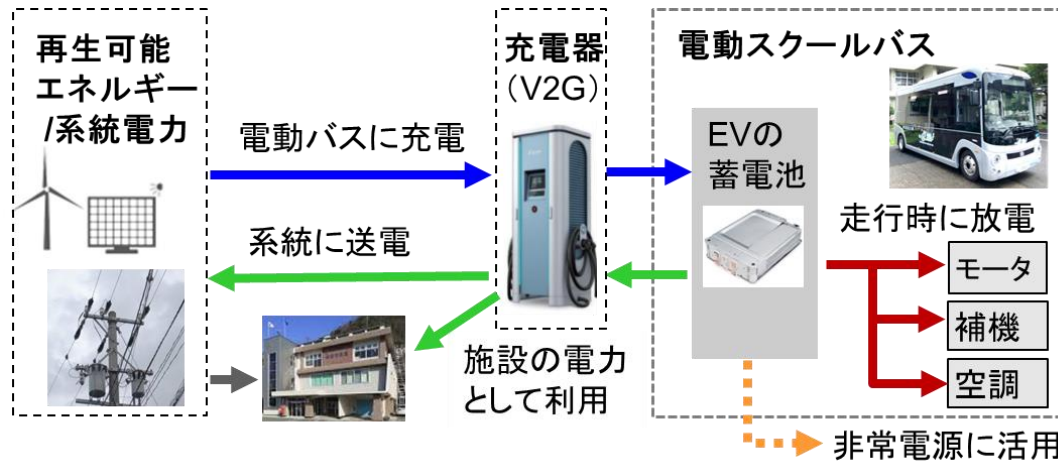 再生可能
エネルギー
/系統電力
電動バスに充電
系統に送電
充電器
(V2G)
施設の電力
として利用
電動スクールバス
EVの
蓄電池
走行時に放電
モータ
補機
空調
非常電源に活用